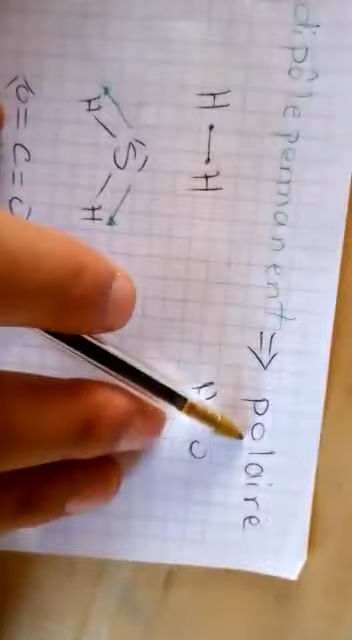 dipôle permanent ⇒ polaire
H — H
S
H H
O = C =